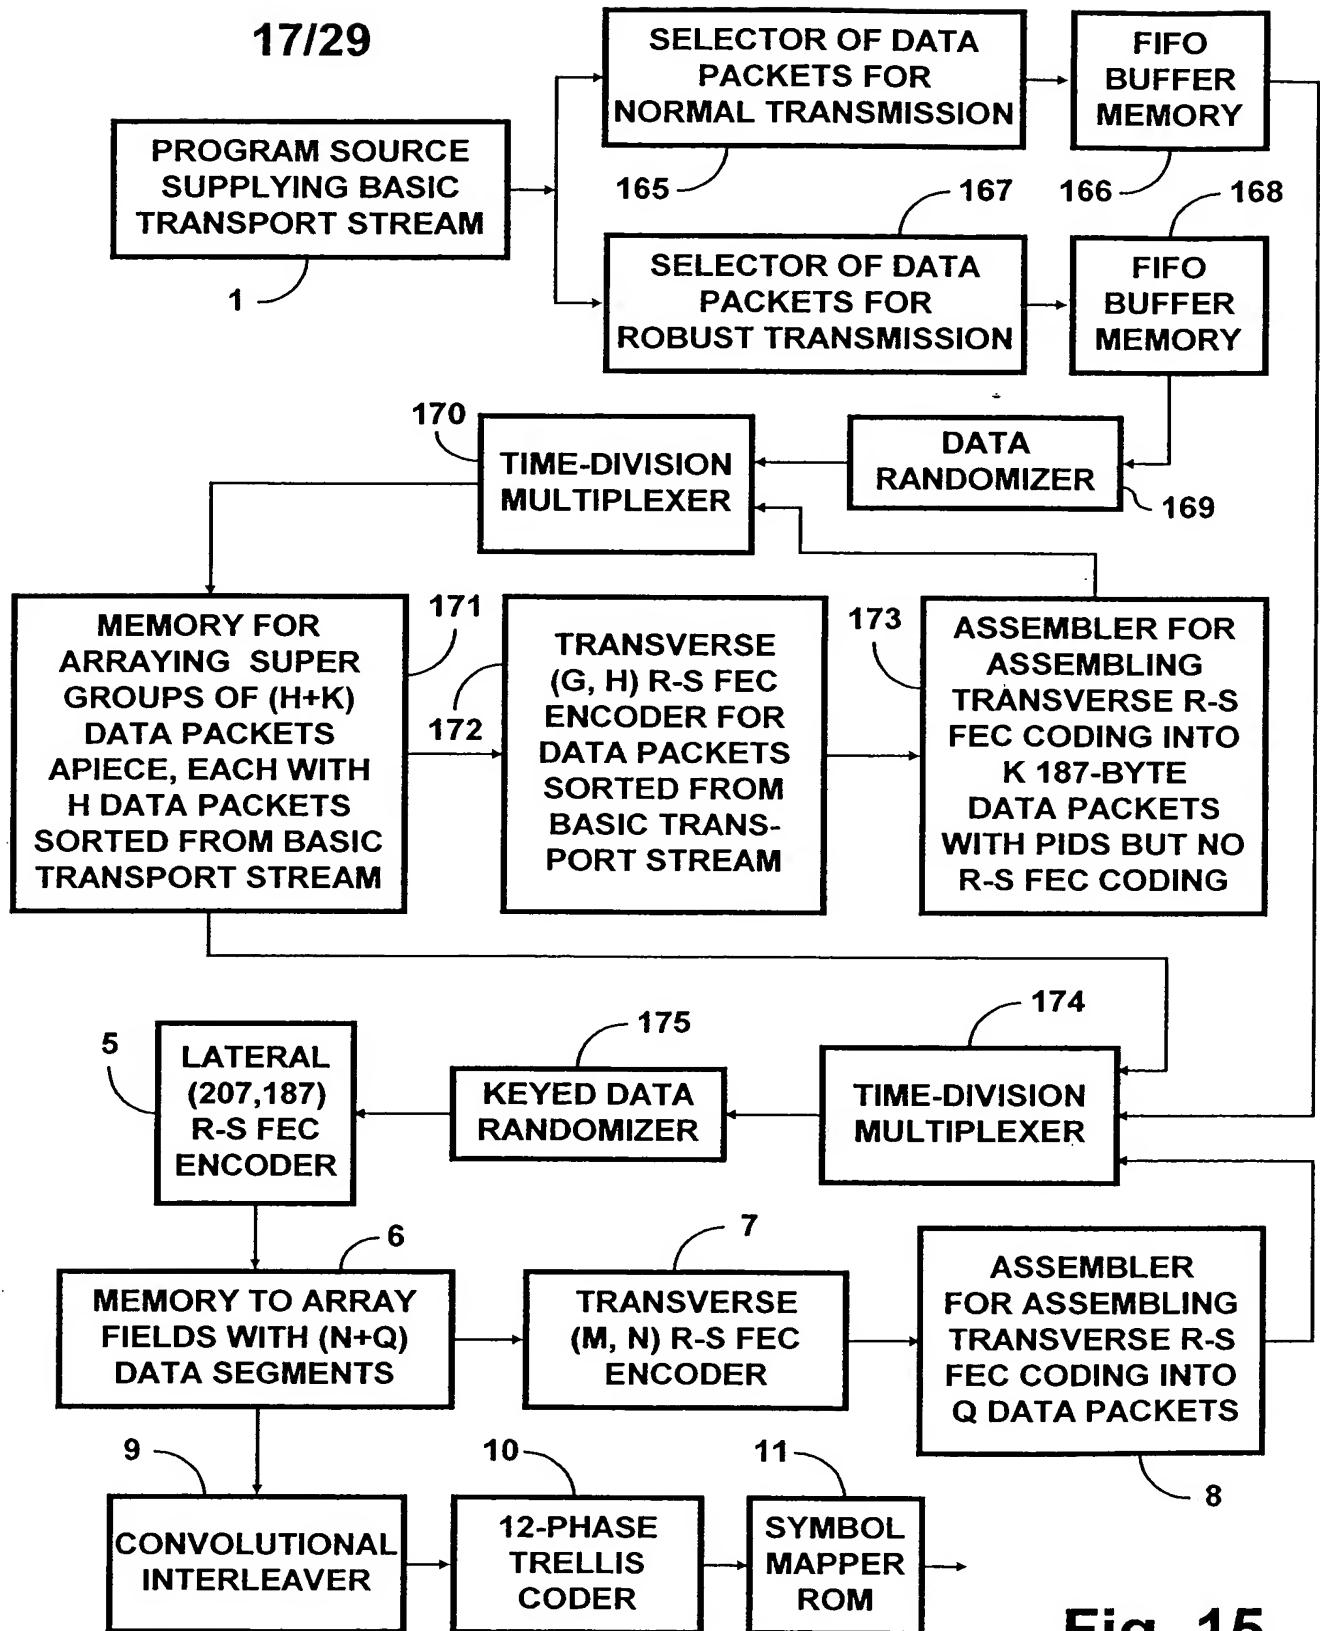 17/29
PROGRAM SOURCE
SUPPLYING BASIC
TRANSPORT STREAM
1
SELECTOR OF DATA
PACKETS FOR
NORMAL TRANSMISSION
165
FIFO
BUFFER
MEMORY
166
167
SELECTOR OF DATA
PACKETS FOR
ROBUST TRANSMISSION
168
FIFO
BUFFER
MEMORY
170
TIME-DIVISION
MULTIPLEXER
DATA
RANDOMIZER
169
MEMORY FOR
ARRAYING SUPER
GROUPS OF (H+K)
DATA PACKETS
APIECE, EACH WITH
H DATA PACKETS
SORTED FROM BASIC
TRANSPORT STREAM
171
172
TRANSVERSE
(G, H) R-S FEC
ENCODER FOR
DATA PACKETS
SORTED FROM
BASIC TRANS-
PORT STREAM
173
ASSEMBLER FOR
ASSEMBLING
TRANSVERSE R-S
FEC CODING INTO
K 187-BYTE
DATA PACKETS
WITH PIDS BUT NO
R-S FEC CODING
5
LATERAL
(207,187)
R-S FEC
ENCODER
175
KEYED DATA
RANDOMIZER
174
TIME-DIVISION
MULTIPLEXER
6
MEMORY TO ARRAY
FIELDS WITH (N+Q)
DATA SEGMENTS
7
TRANSVERSE
(M, N) R-S FEC
ENCODER
ASSEMBLER
FOR ASSEMBLING
TRANSVERSE R-S
FEC CODING INTO
Q DATA PACKETS
8
9
CONVOLUTIONAL
INTERLEAVER
10
12-PHASE
TRELLIS
CODER
11
SYMBOL
MAPPER
ROM
Fig. 15